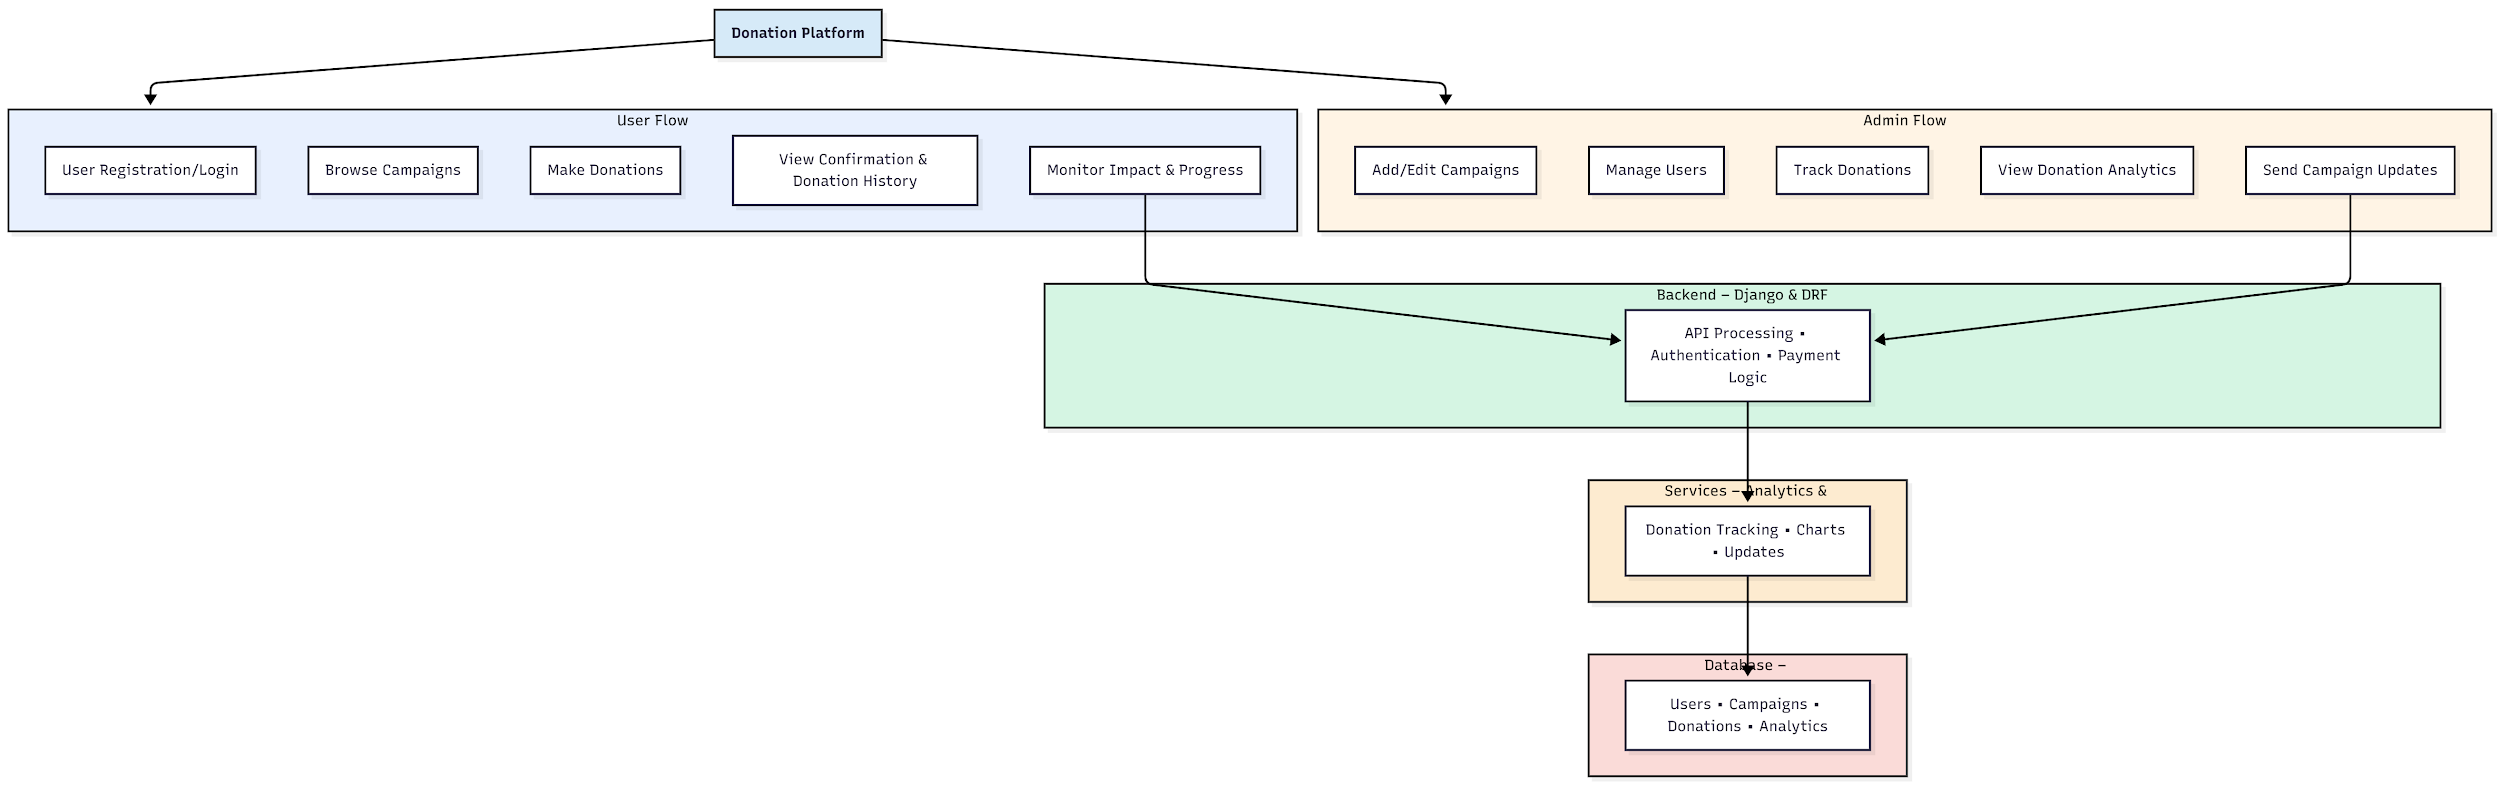 Donation Platform
User Flow
User Registration/Login
Browse Campaigns
Make Donations
View Confirmation &
Donation History
Monitor Impact & Progress
Admin Flow
Add/Edit Campaigns
Manage Users
Track Donations
View Donation Analytics
Send Campaign Updates
Backend – Django & DRF
API Processing ▪
Authentication ▪ Payment
Logic
Services – Analytics &
Donation Tracking ▪ Charts
▪ Updates
Database –
Users ▪ Campaigns ▪
Donations ▪ Analytics